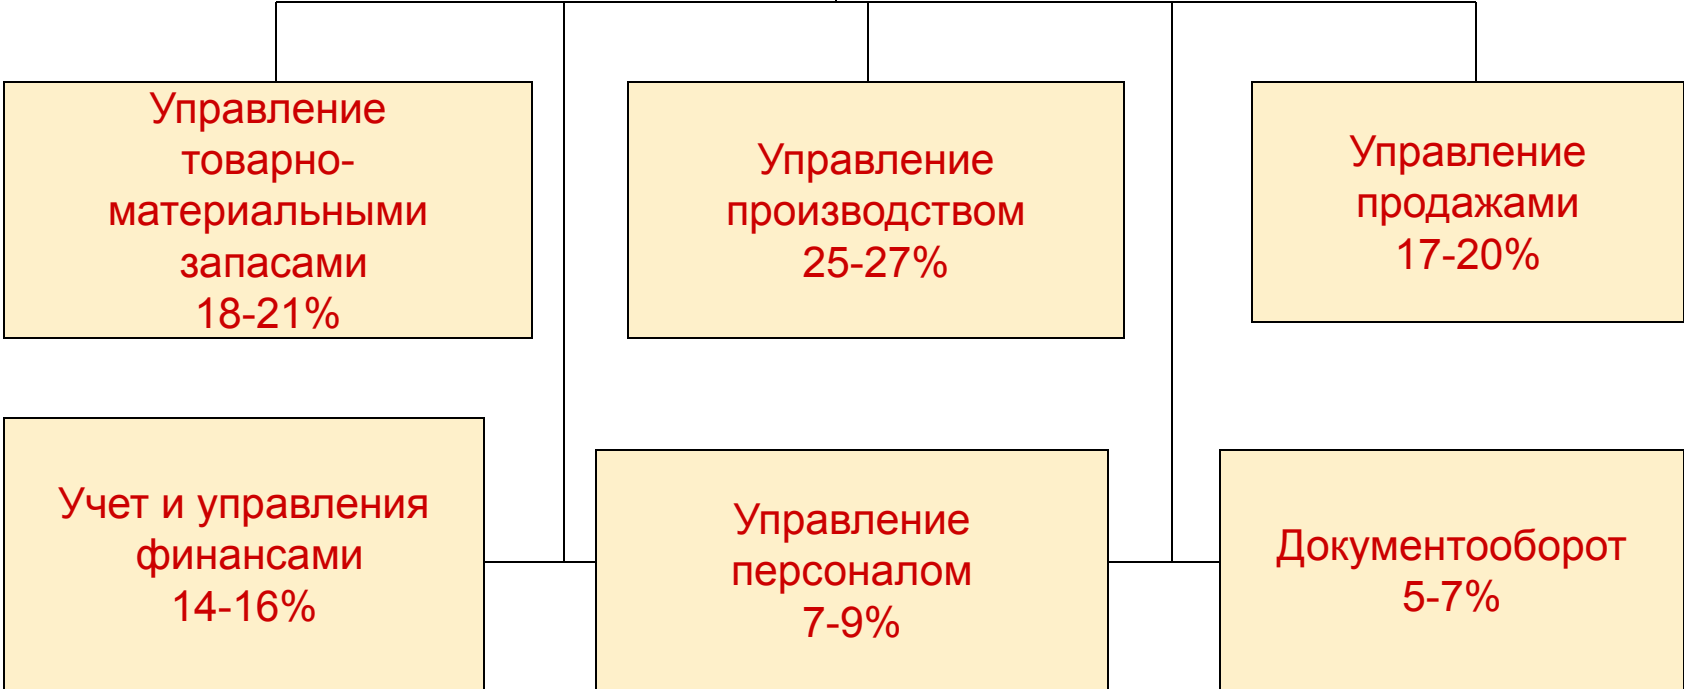 Управление
товарно-
материальными
запасами
18-21%
Управление
производством
25-27%
Управление
продажами
17-20%
Учет и управления
финансами
14-16%
Управление
персоналом
7-9%
Документооборот
5-7%